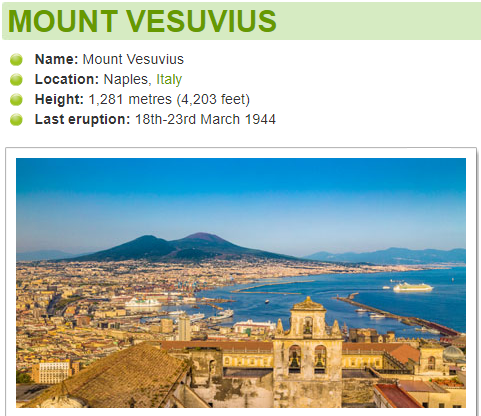 MOUNT VESUVIUS
Name: Mount Vesuvius
Location: Naples, Italy
Height: 1,281 metres (4,203 feet)
Last eruption: 18th-23rd March 1944